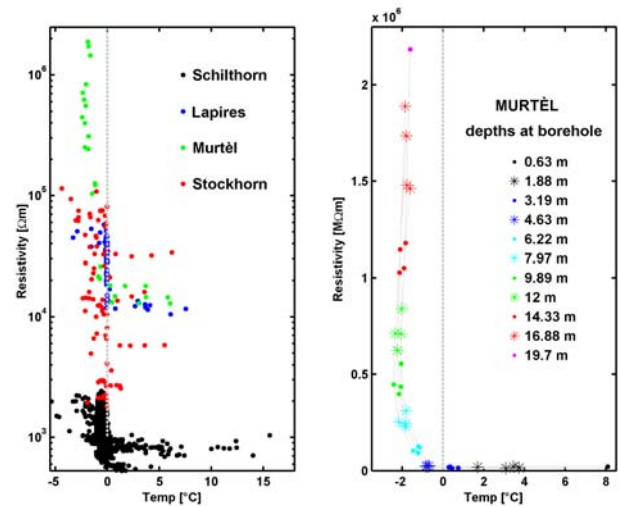 Resistivity [Ωm]
10^6
10^5
10^4
10^3
-5
0
5
10
15
Temp [°C]
Schilthorn
Lapires
Murtèl
Stockhorn
x 10^6
Resistivity [MΩm]
2
1.5
1
0.5
0
-2
0
2
4
6
8
Temp [°C]
MURTÈL
depths at borehole
0.63 m
1.88 m
3.19 m
4.63 m
6.22 m
7.97 m
9.89 m
12 m
14.33 m
16.88 m
19.7 m